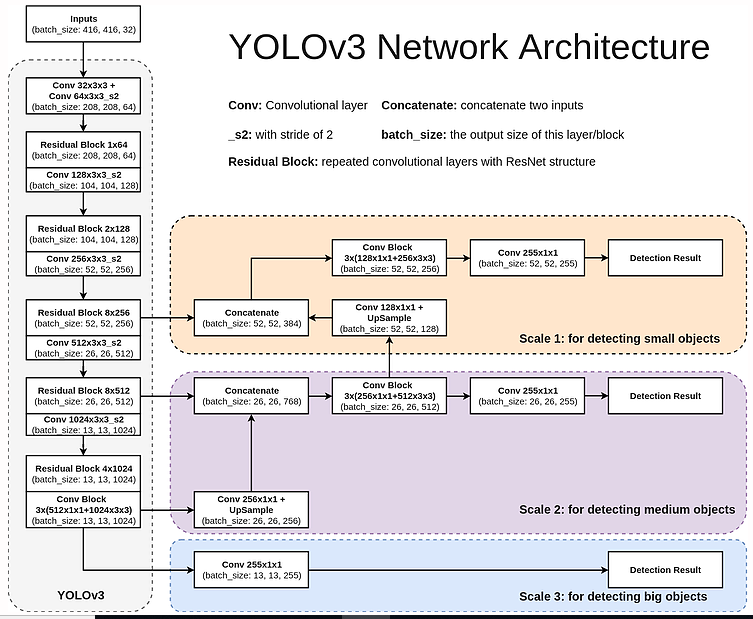 YOLOv3 Network Architecture
Conv: Convolutional layer Concatenate: concatenate two inputs
_s2: with stride of 2 batch_size: the output size of this layer/block
Residual Block: repeated convolutional layers with ResNet structure
Inputs
(batch_size: 416, 416, 32)
Conv 32x3x3 +
Conv 64x3x3_s2
(batch_size: 208, 208, 64)
Residual Block 1x64
(batch_size: 208, 208, 64)
Conv 128x3x3_s2
(batch_size: 104, 104, 128)
Residual Block 2x128
(batch_size: 104, 104, 128)
Conv 256x3x3_s2
(batch_size: 52, 52, 256)
Residual Block 8x256
(batch_size: 52, 52, 256)
Conv 512x3x3_s2
(batch_size: 26, 26, 512)
Residual Block 8x512
(batch_size: 26, 26, 512)
Conv 1024x3x3_s2
(batch_size: 13, 13, 1024)
Residual Block 4x1024
(batch_size: 13, 13, 1024)
Conv Block
3x(512x1x1+1024x3x3)
(batch_size: 13, 13, 1024)
YOLOv3
Conv Block
3x(128x1x1+256x3x3)
(batch_size: 52, 52, 256)
Conv 255x1x1
(batch_size: 52, 52, 255)
Detection Result
Concatenate
(batch_size: 52, 52, 384)
Conv 128x1x1 +
UpSample
(batch_size: 52, 52, 128)
Scale 1: for detecting small objects
Concatenate
(batch_size: 26, 26, 768)
Conv Block
3x(256x1x1+512x3x3)
(batch_size: 26, 26, 512)
Conv 255x1x1
(batch_size: 26, 26, 255)
Detection Result
Conv 256x1x1 +
UpSample
(batch_size: 26, 26, 256)
Scale 2: for detecting medium objects
Conv 255x1x1
(batch_size: 13, 13, 255)
Detection Result
Scale 3: for detecting big objects